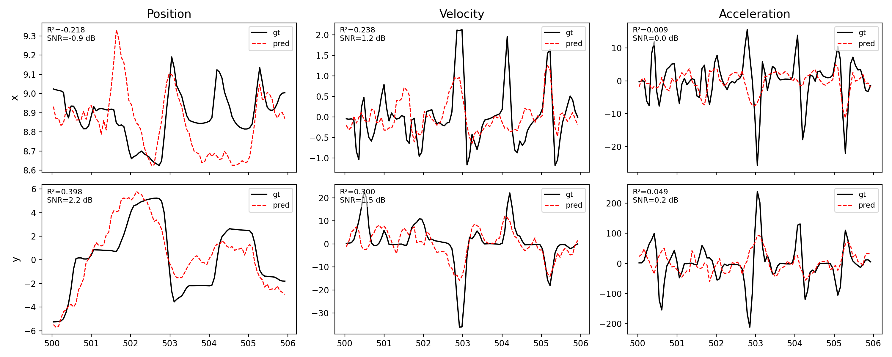 Position
Velocity
Acceleration
R²=-0.218
SNR=-0.9 dB
gt
pred
R²=0.238
SNR=1.2 dB
gt
pred
R²=0.009
SNR=0.0 dB
gt
pred
x
9.3
9.2
9.1
9.0
8.9
8.8
8.7
8.6
2.0
1.5
1.0
0.5
0.0
−0.5
−1.0
10
0
−10
−20
R²=0.398
SNR=2.2 dB
gt
pred
R²=0.300
SNR=1.5 dB
gt
pred
R²=0.049
SNR=0.2 dB
gt
pred
y
6
4
2
0
−2
−4
−6
20
10
0
−10
−20
−30
200
100
0
−100
−200
500 501 502 503 504 505 506
500 501 502 503 504 505 506
500 501 502 503 504 505 506